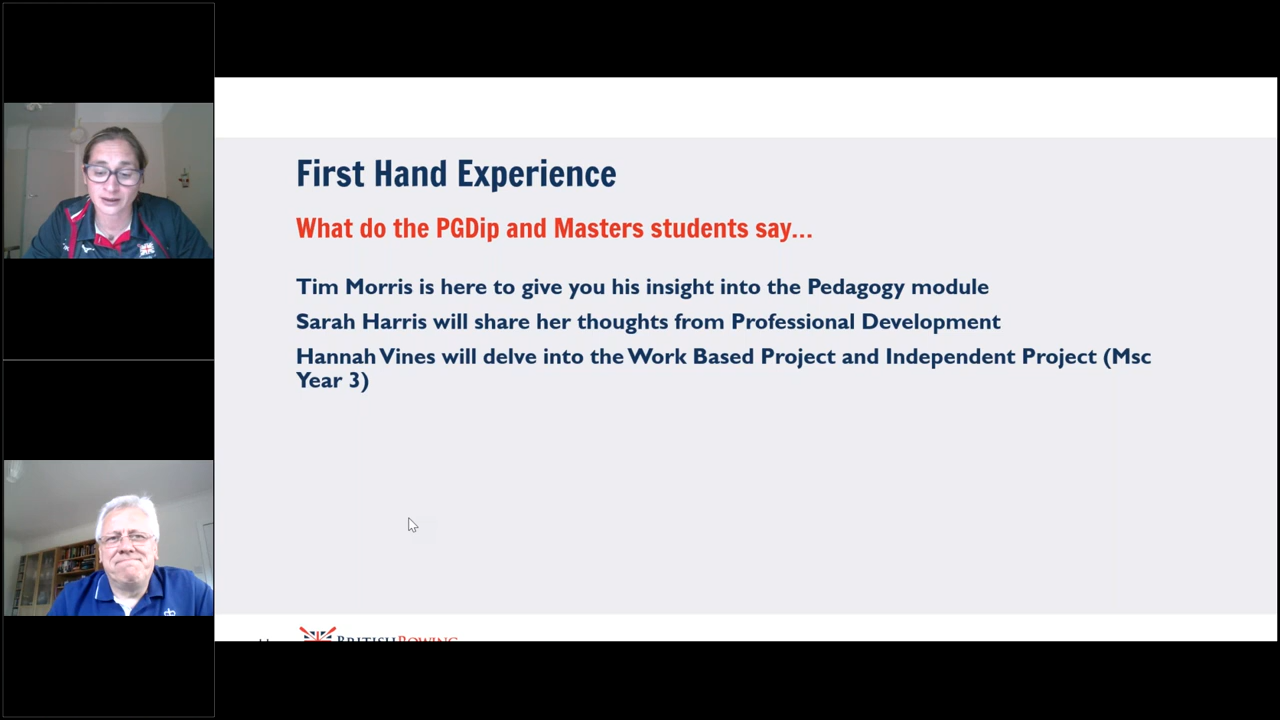 First Hand Experience
What do the PGDip and Masters students say...
Tim Morris is here to give you his insight into the Pedagogy module
Sarah Harris will share her thoughts from Professional Development
Hannah Vines will delve into the Work Based Project and Independent Project (Msc
Year 3)
BRITISH ROWING